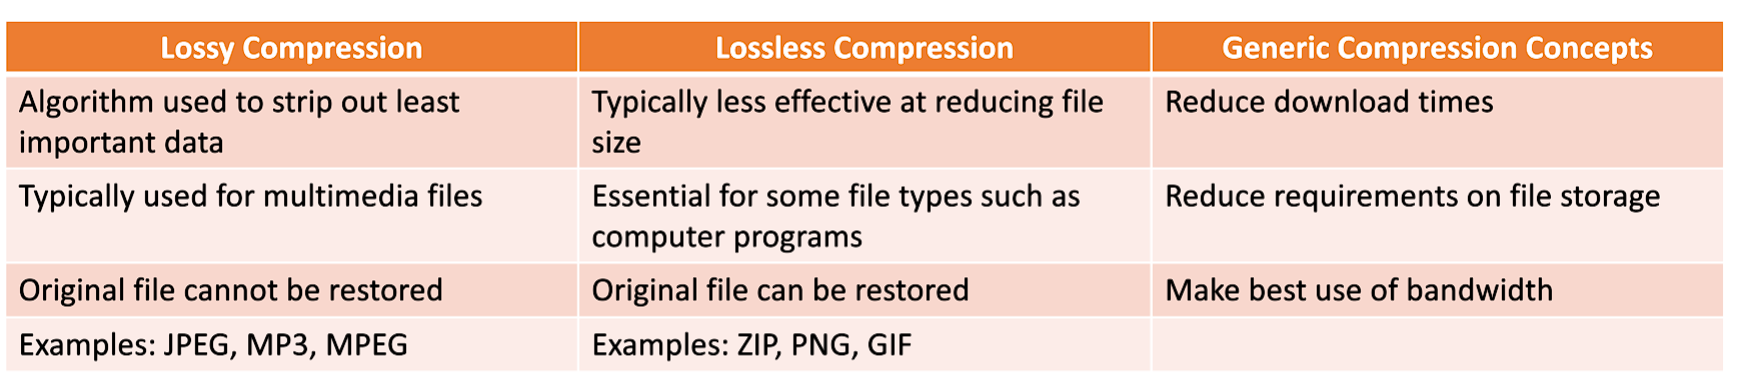 Lossy Compression
Lossless Compression
Generic Compression Concepts
Algorithm used to strip out least
important data
Typically less effective at reducing file
size
Reduce download times
Typically used for multimedia files
Essential for some file types such as
computer programs
Reduce requirements on file storage
Original file cannot be restored
Original file can be restored
Make best use of bandwidth
Examples: JPEG, MP3, MPEG
Examples: ZIP, PNG, GIF